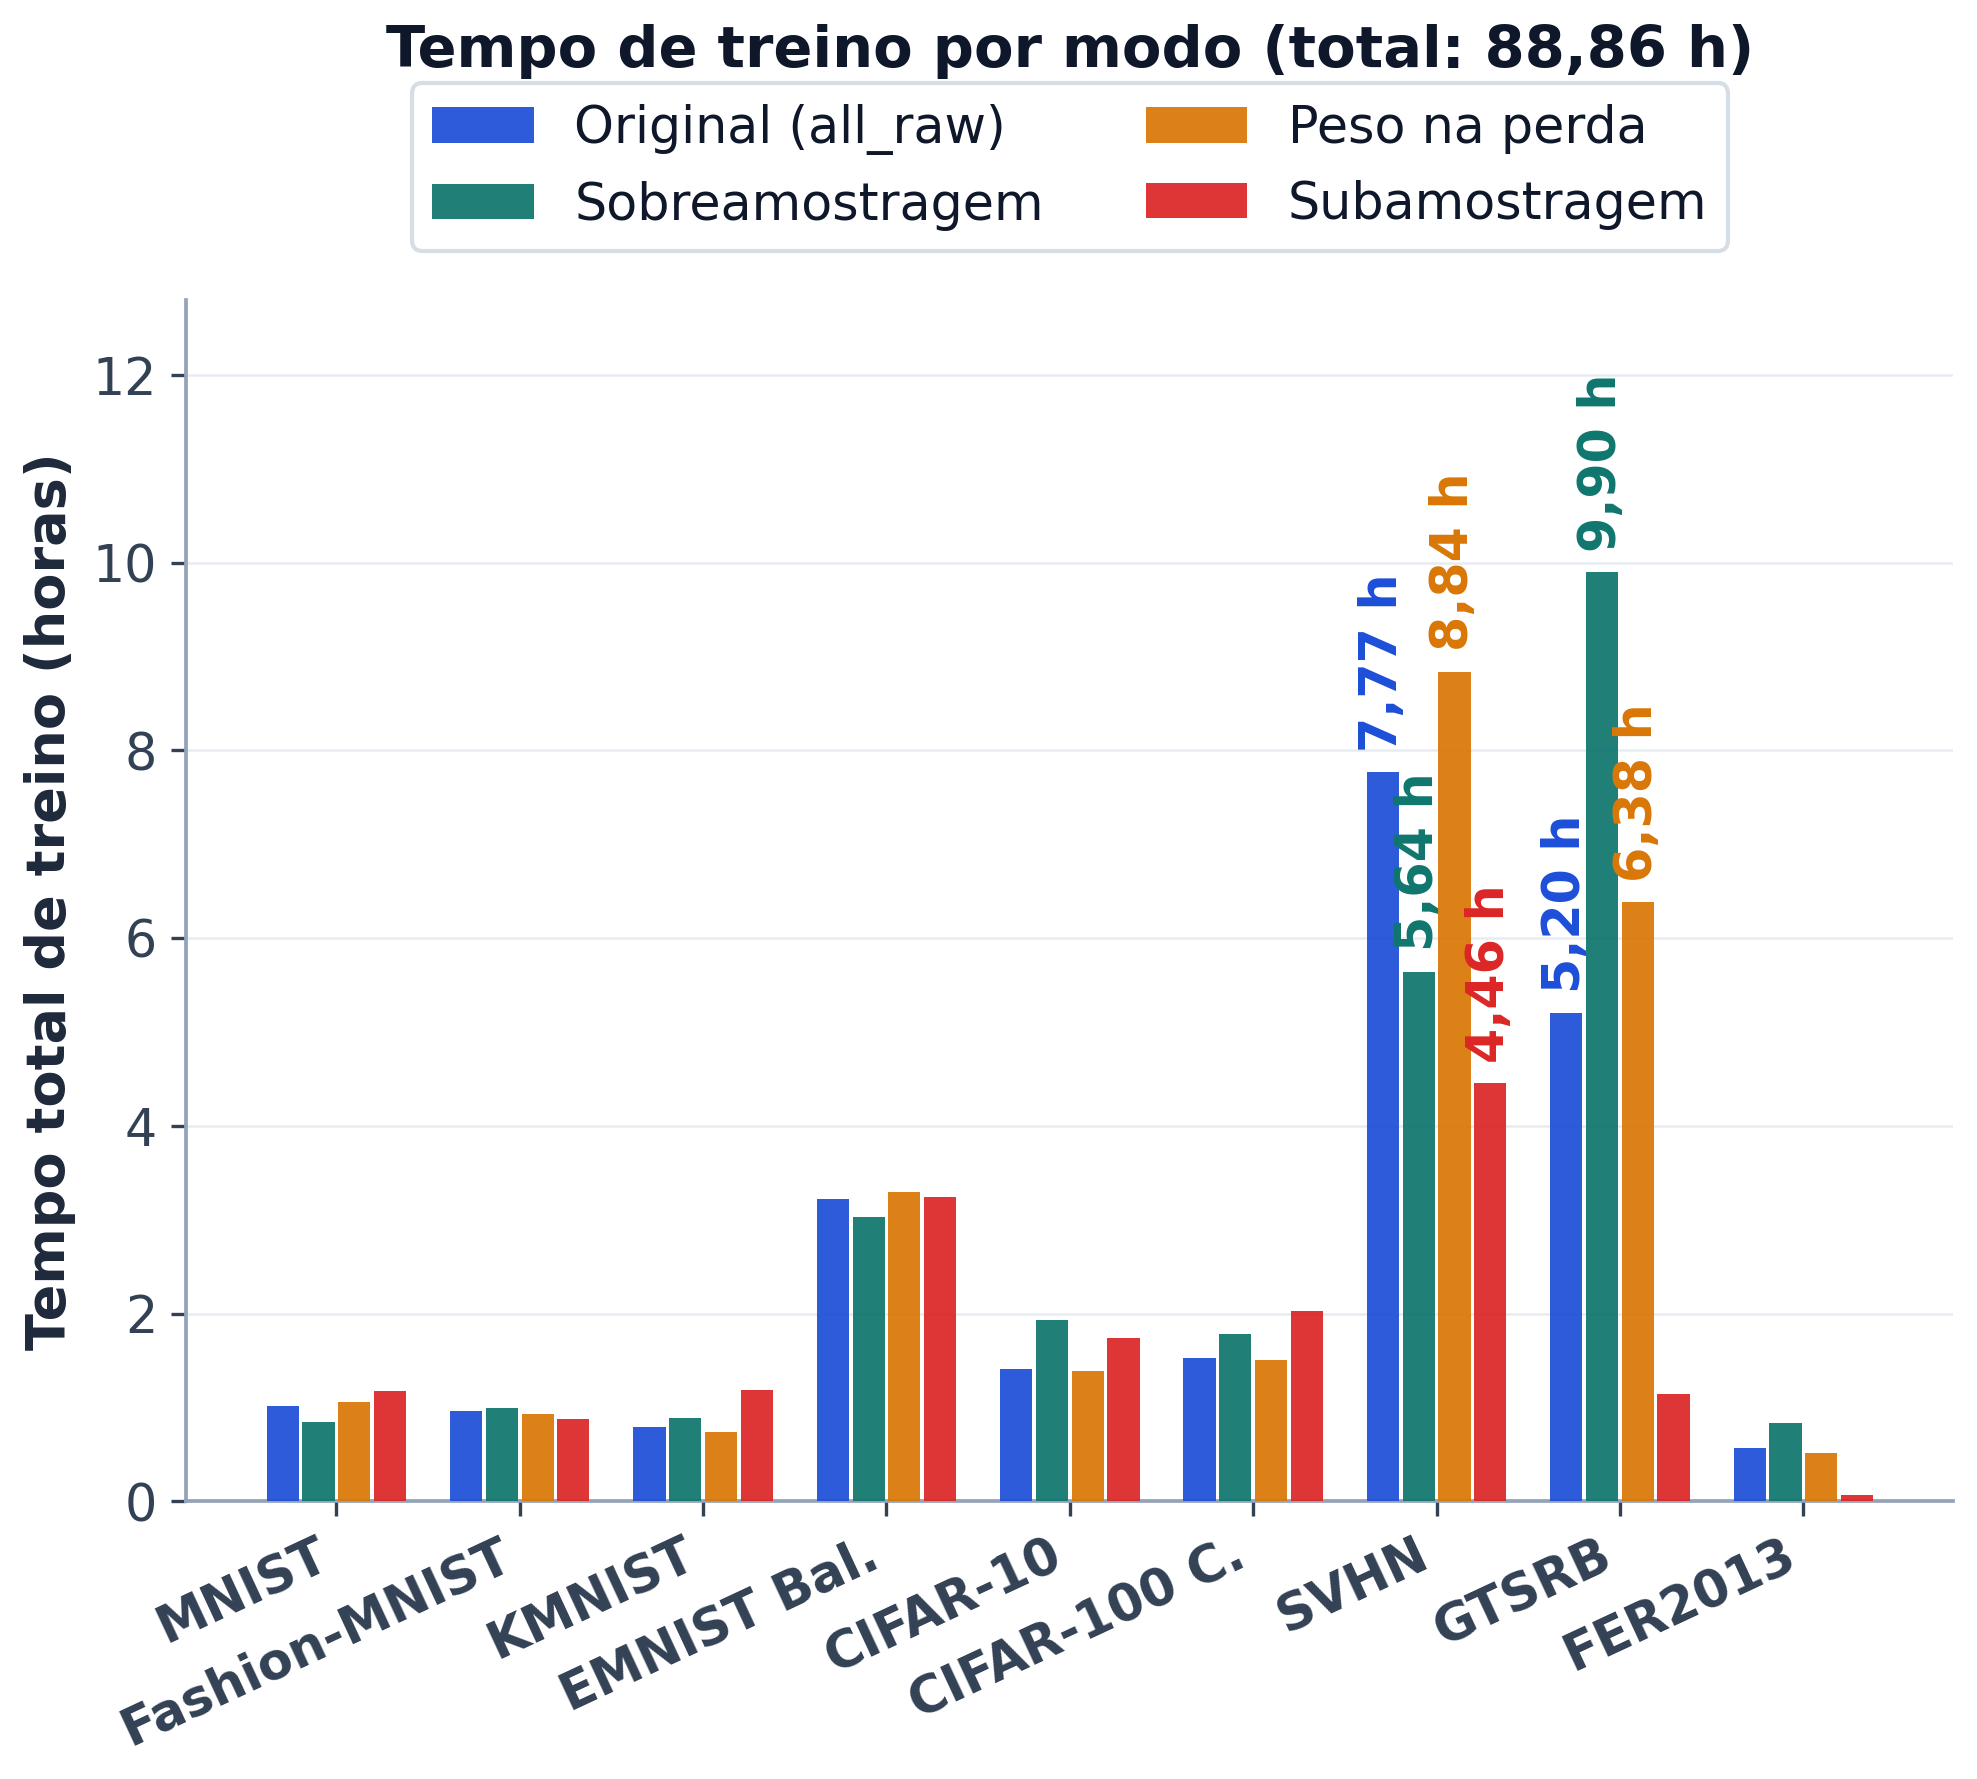 Tempo de treino por modo (total: 88,86 h)
Original (all_raw)
Sobreamostragem
Peso na perda
Subamostragem
Tempo total de treino (horas)
12
10
8
6
4
2
0
7,77 h
5,64 h
8,84 h
4,46 h
5,20 h
9,90 h
6,38 h
MNIST
Fashion-MNIST
KMNIST
EMNIST Bal.
CIFAR-10
CIFAR-100 C.
SVHN
GTSRB
FER2013